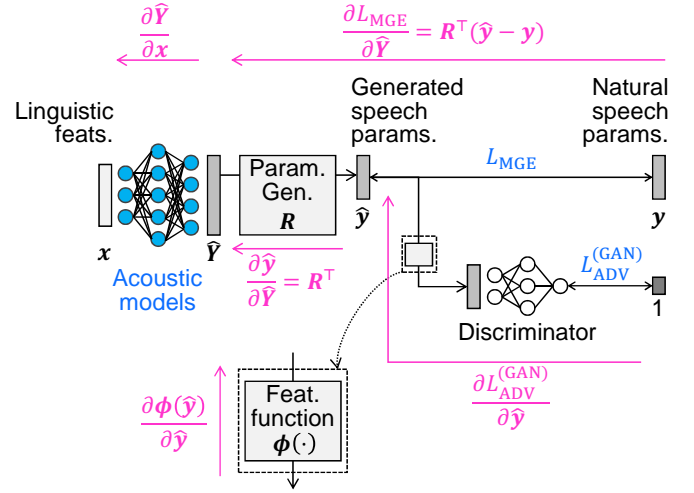 ∂Ŷ/∂x
∂L_MGE/∂Ŷ = R^⊤(ŷ − y)
Linguistic
feats.
Generated
speech
params.
Natural
speech
params.
Param.
Gen.
R
L_MGE
x
Ŷ
ŷ
y
Acoustic
models
∂ŷ/∂Ŷ = R^⊤
L_ADV^(GAN)
1
Discriminator
∂ϕ(ŷ)/∂ŷ
Feat.
function
ϕ(·)
∂L_ADV^(GAN)/∂ŷ